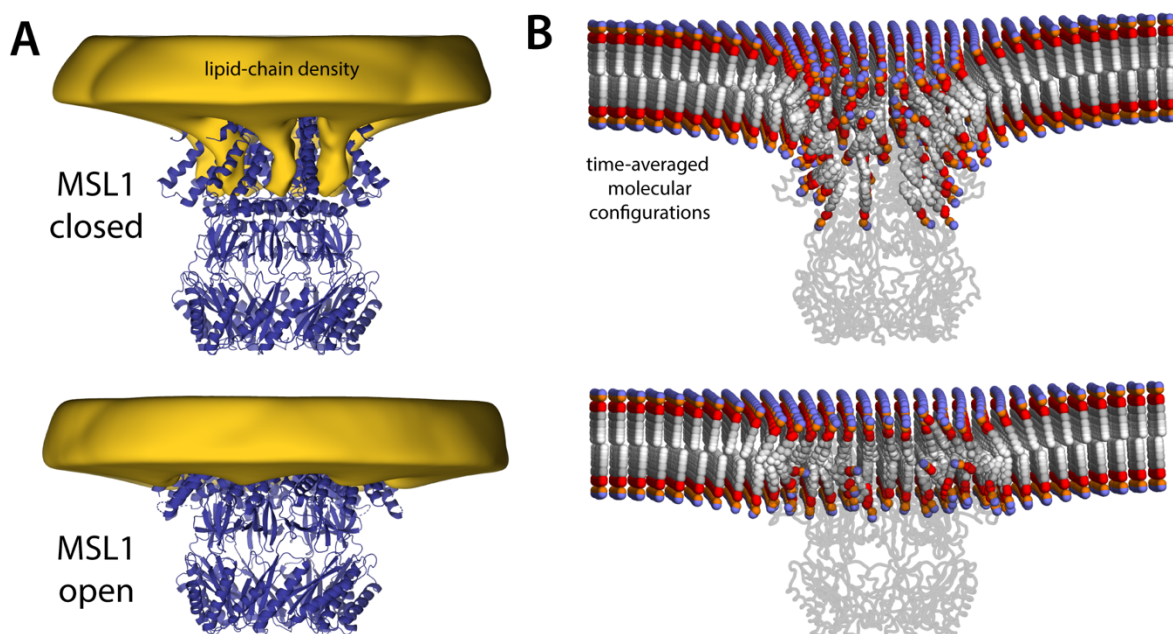 A
lipid-chain density
MSL1
closed
MSL1
open
B
time-averaged
molecular
configurations